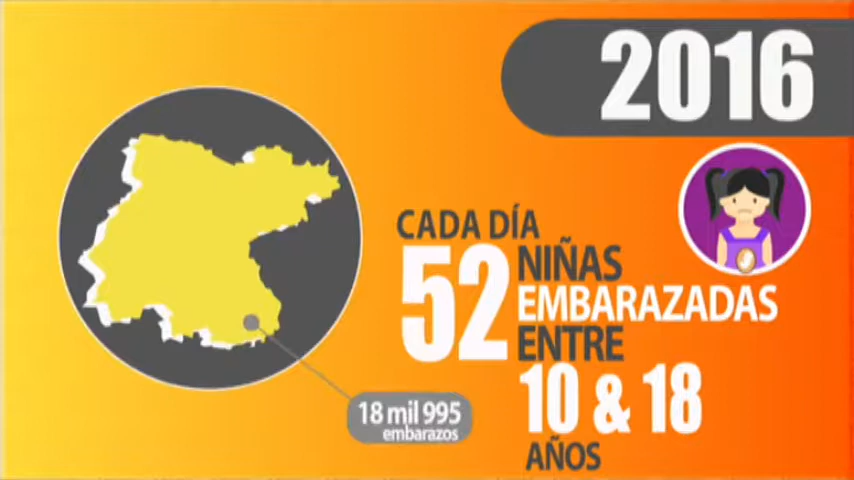 2016
CADA DÍA
52
NIÑAS
EMBARAZADAS
ENTRE
10 & 18
AÑOS
18 mil 995
embarazos